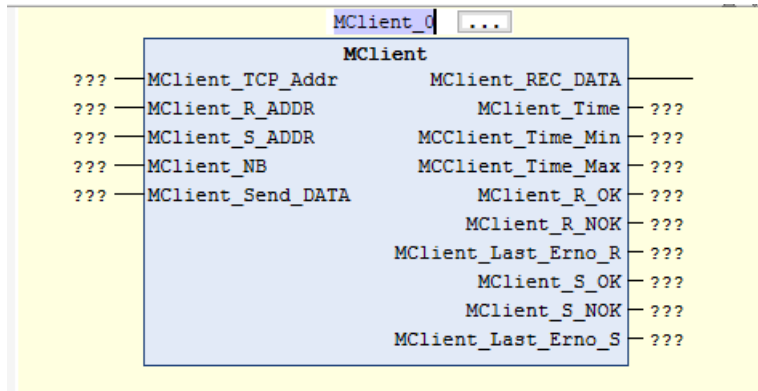 MClient_0 ...
MClient
??? MClient_TCP_Addr MClient_REC_DATA
??? MClient_R_ADDR MClient_Time ???
??? MClient_S_ADDR MCClient_Time_Min ???
??? MClient_NB MCClient_Time_Max ???
??? MClient_Send_DATA MClient_R_OK ???
MClient_R_NOK ???
MClient_Last_Erno_R ???
MClient_S_OK ???
MClient_S_NOK ???
MClient_Last_Erno_S ???